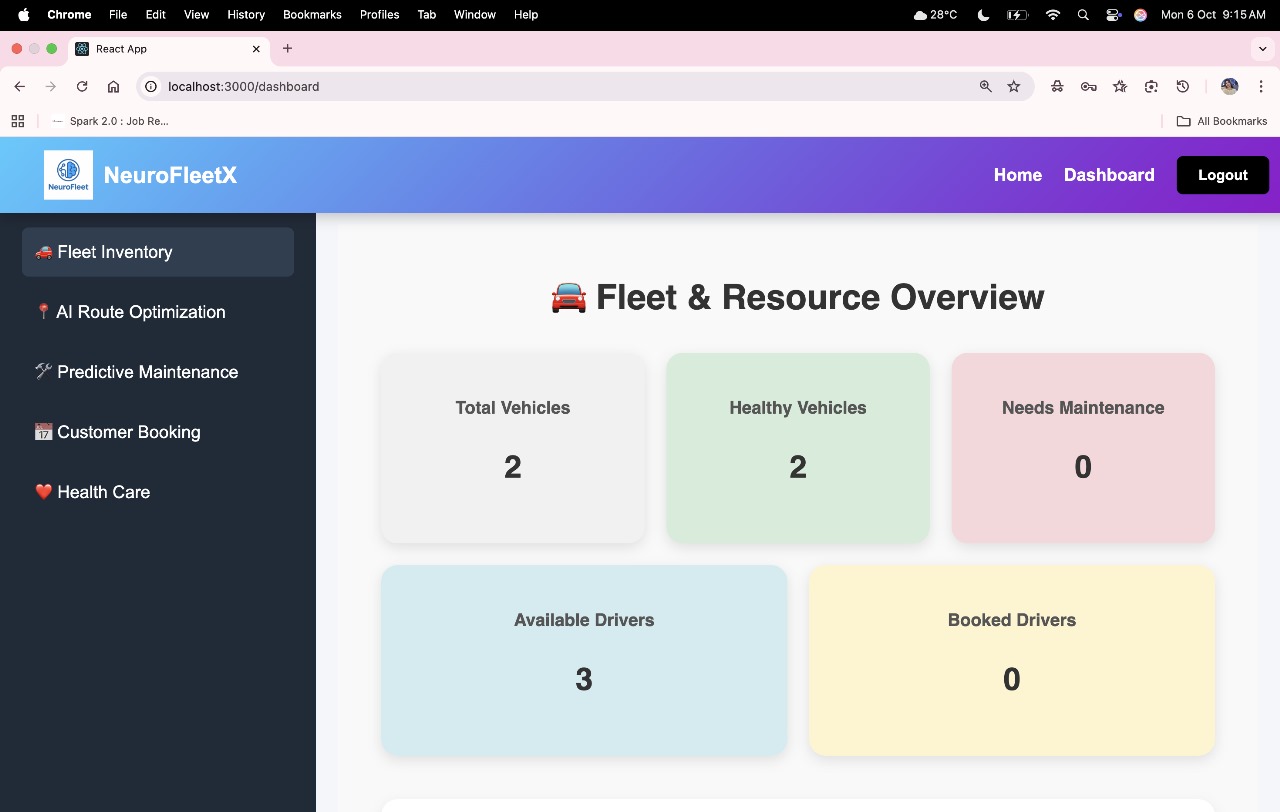 Chrome File Edit View History Bookmarks Profiles Tab Window Help 28°C Mon 6 Oct 9:15 AM
React App
localhost:3000/dashboard
Spark 2.0 : Job Re... All Bookmarks
NeuroFleet NeuroFleetX Home Dashboard Logout
Fleet Inventory
AI Route Optimization
Predictive Maintenance
17 Customer Booking
Health Care
Fleet & Resource Overview
Total Vehicles Healthy Vehicles Needs Maintenance
2 2 0
Available Drivers Booked Drivers
3 0